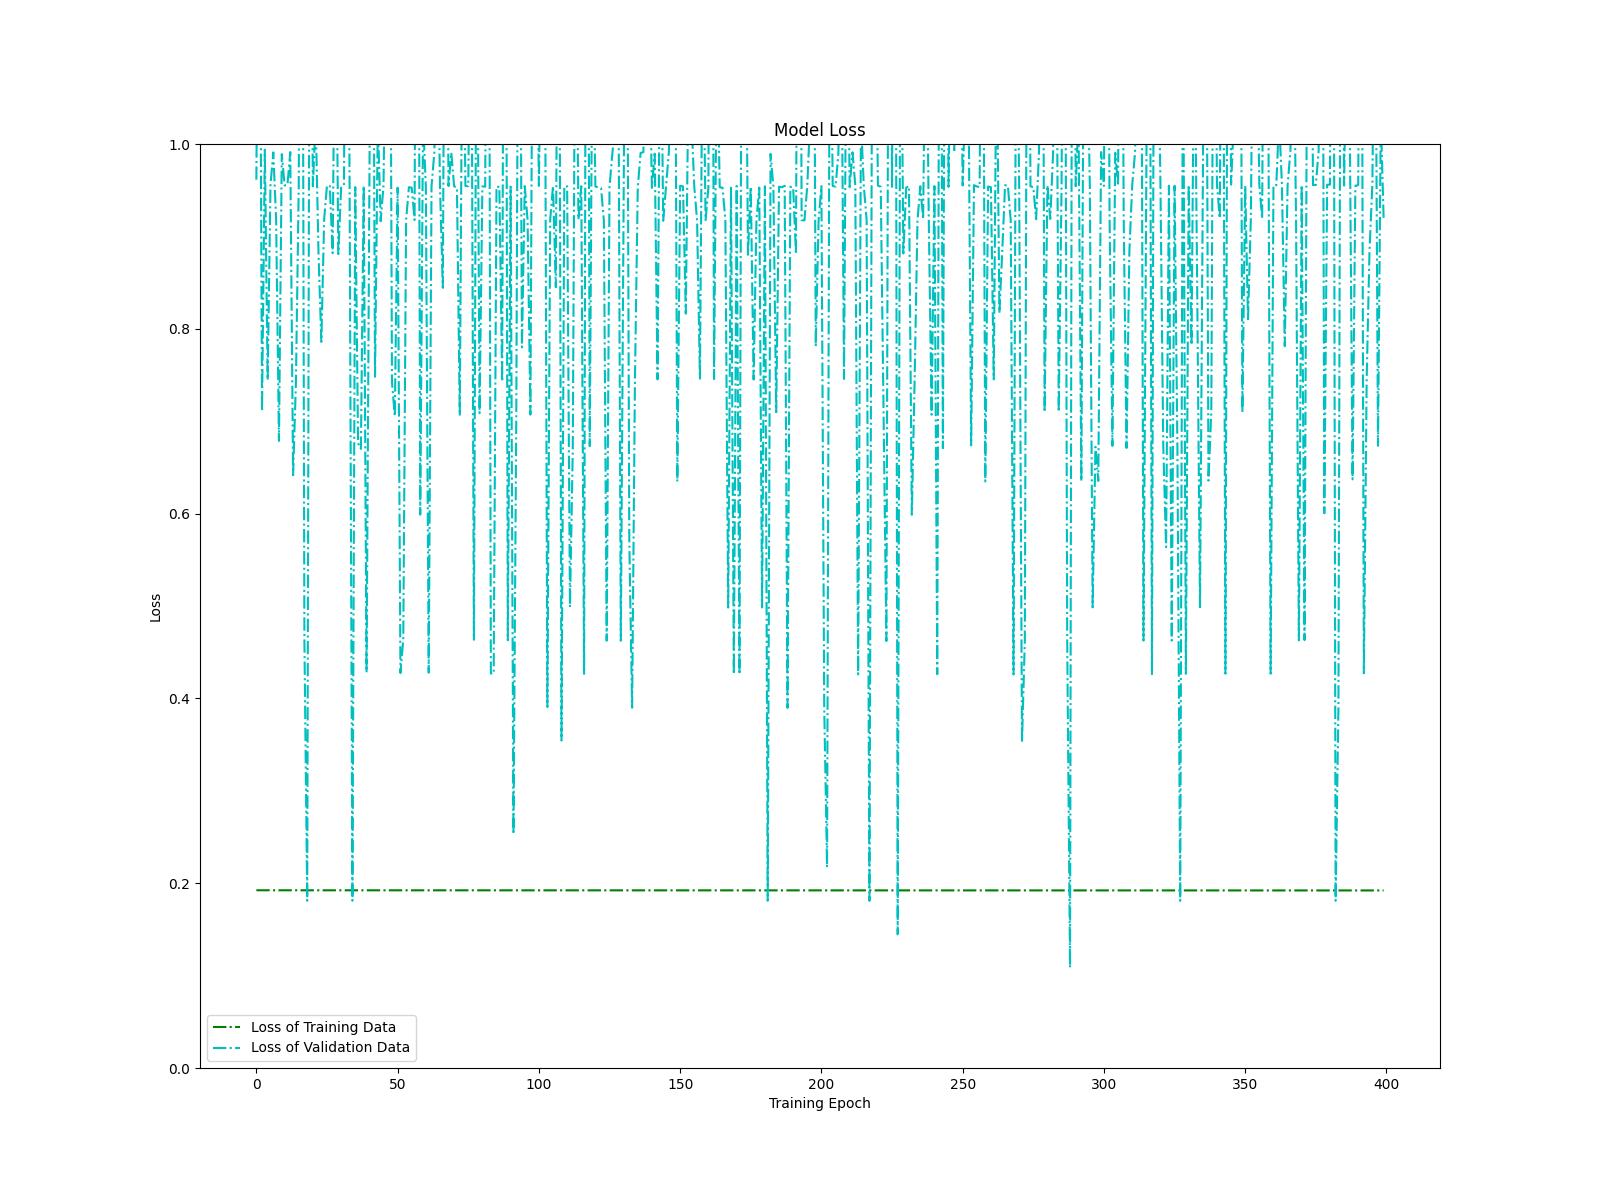 Model Loss
1.0
0.8
0.6
0.4
0.2
0.0
Loss
Loss of Training Data
Loss of Validation Data
0 50 100 150 200 250 300 350 400
Training Epoch